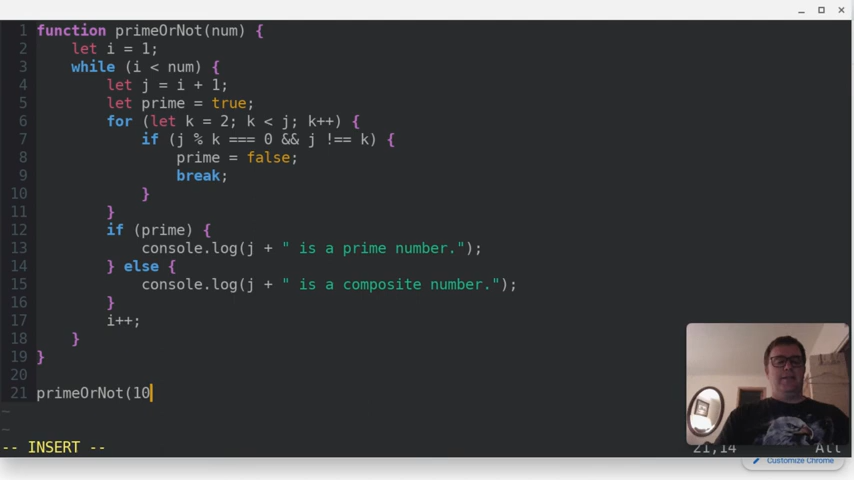 1 function primeOrNot(num) {
2 let i = 1;
3 while (i < num) {
4 let j = i + 1;
5 let prime = true;
6 for (let k = 2; k < j; k++) {
7 if (j % k === 0 && j !== k) {
8 prime = false;
9 break;
10 }
11 }
12 if (prime) {
13 console.log(j + " is a prime number.");
14 } else {
15 console.log(j + " is a composite number.");
16 }
17 i++;
18 }
19 }
20
21 primeOrNot(10
~
~
-- INSERT -- 21,14 All
Customize Chrome